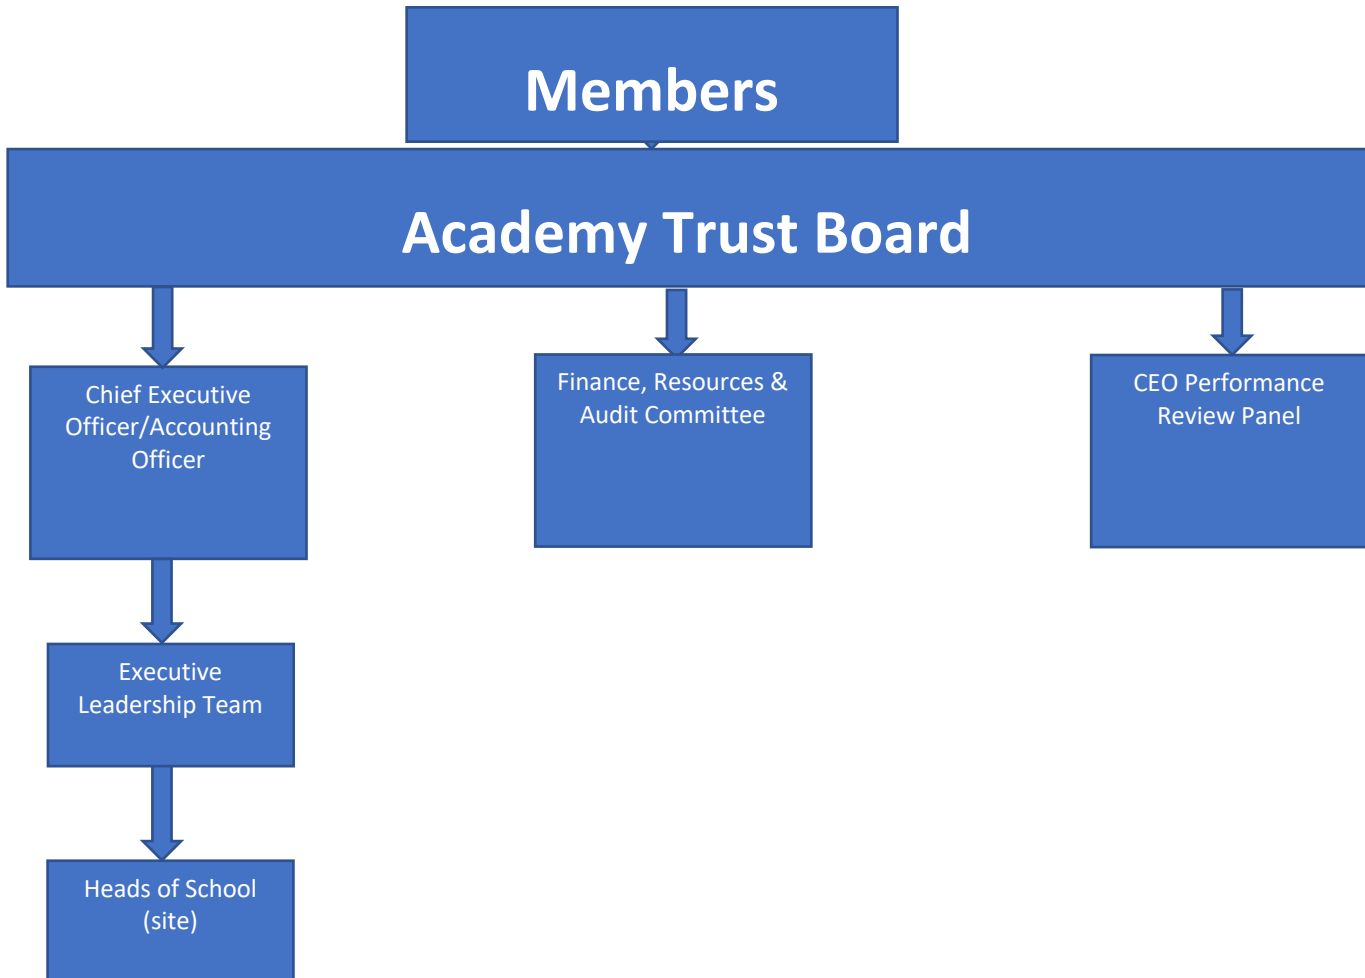 Members
Academy Trust Board
Chief Executive
Officer/Accounting
Officer
Finance, Resources &
Audit Committee
CEO Performance
Review Panel
Executive
Leadership Team
Heads of School
(site)